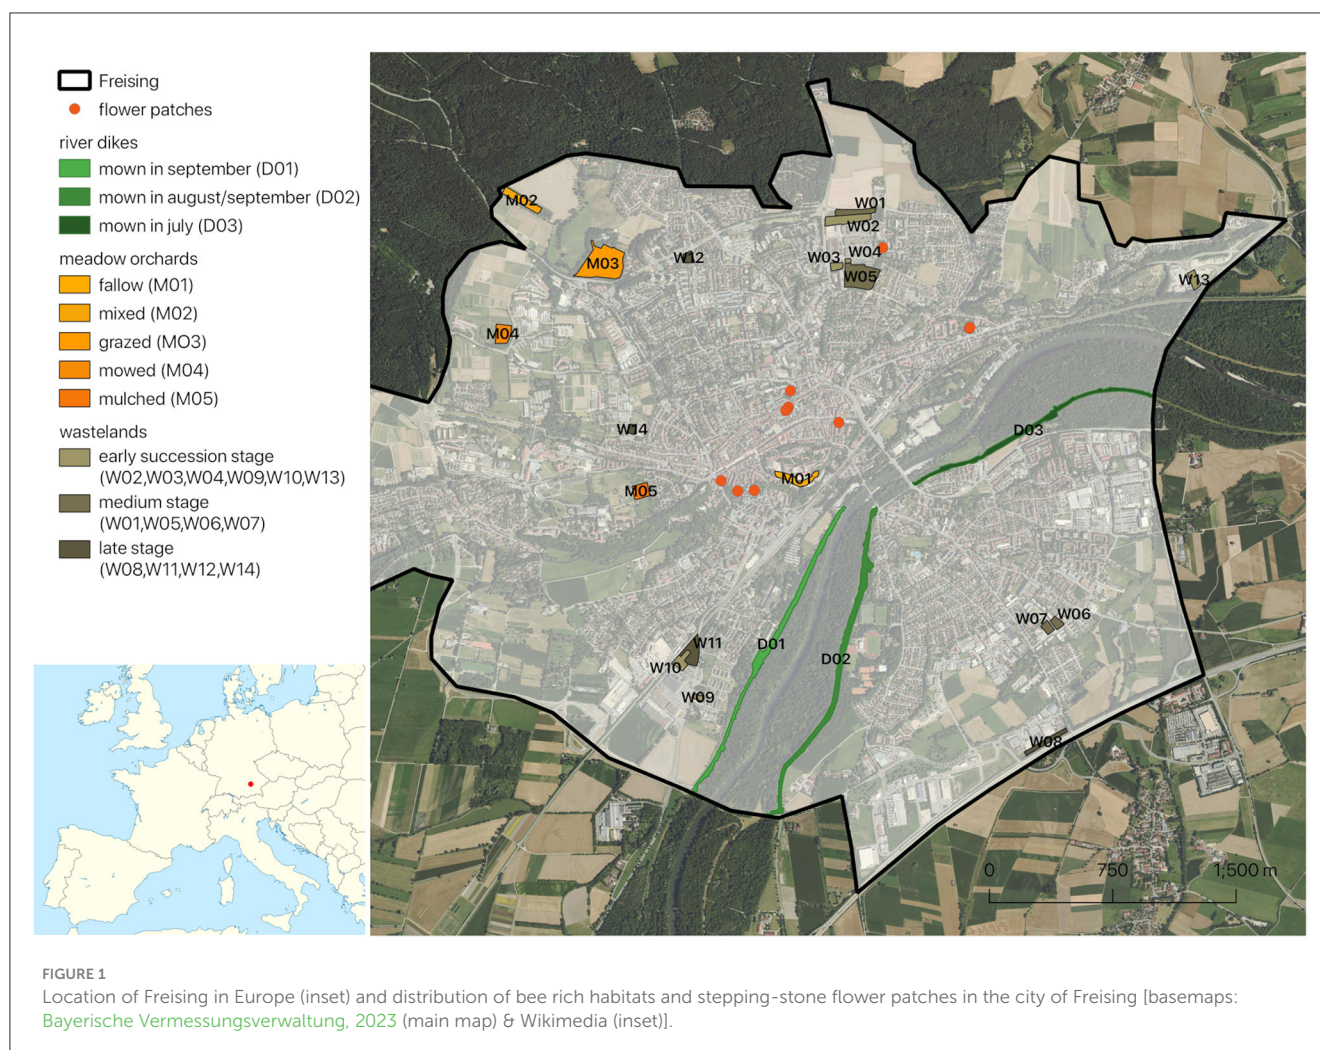 Freising
flower patches
river dikes
mown in september (D01)
mown in august/september (D02)
mown in july (D03)
meadow orchards
fallow (M01)
mixed (M02)
grazed (MO3)
mowed (M04)
mulched (M05)
wastelands
early succession stage
(W02,W03,W04,W09,W10,W13)
medium stage
(W01,W05,W06,W07)
late stage
(W08,W11,W12,W14)
M02
W01
W02
W04
W03
W12
M03
W05
W13
M04
W14
D03
M01
M05
W07
W06
W11
D01
D02
W10
W09
W08
0 750 1;500 m
FIGURE 1
Location of Freising in Europe (inset) and distribution of bee rich habitats and stepping-stone flower patches in the city of Freising [basemaps:
Bayerische Vermessungsverwaltung, 2023 (main map) & Wikimedia (inset)].